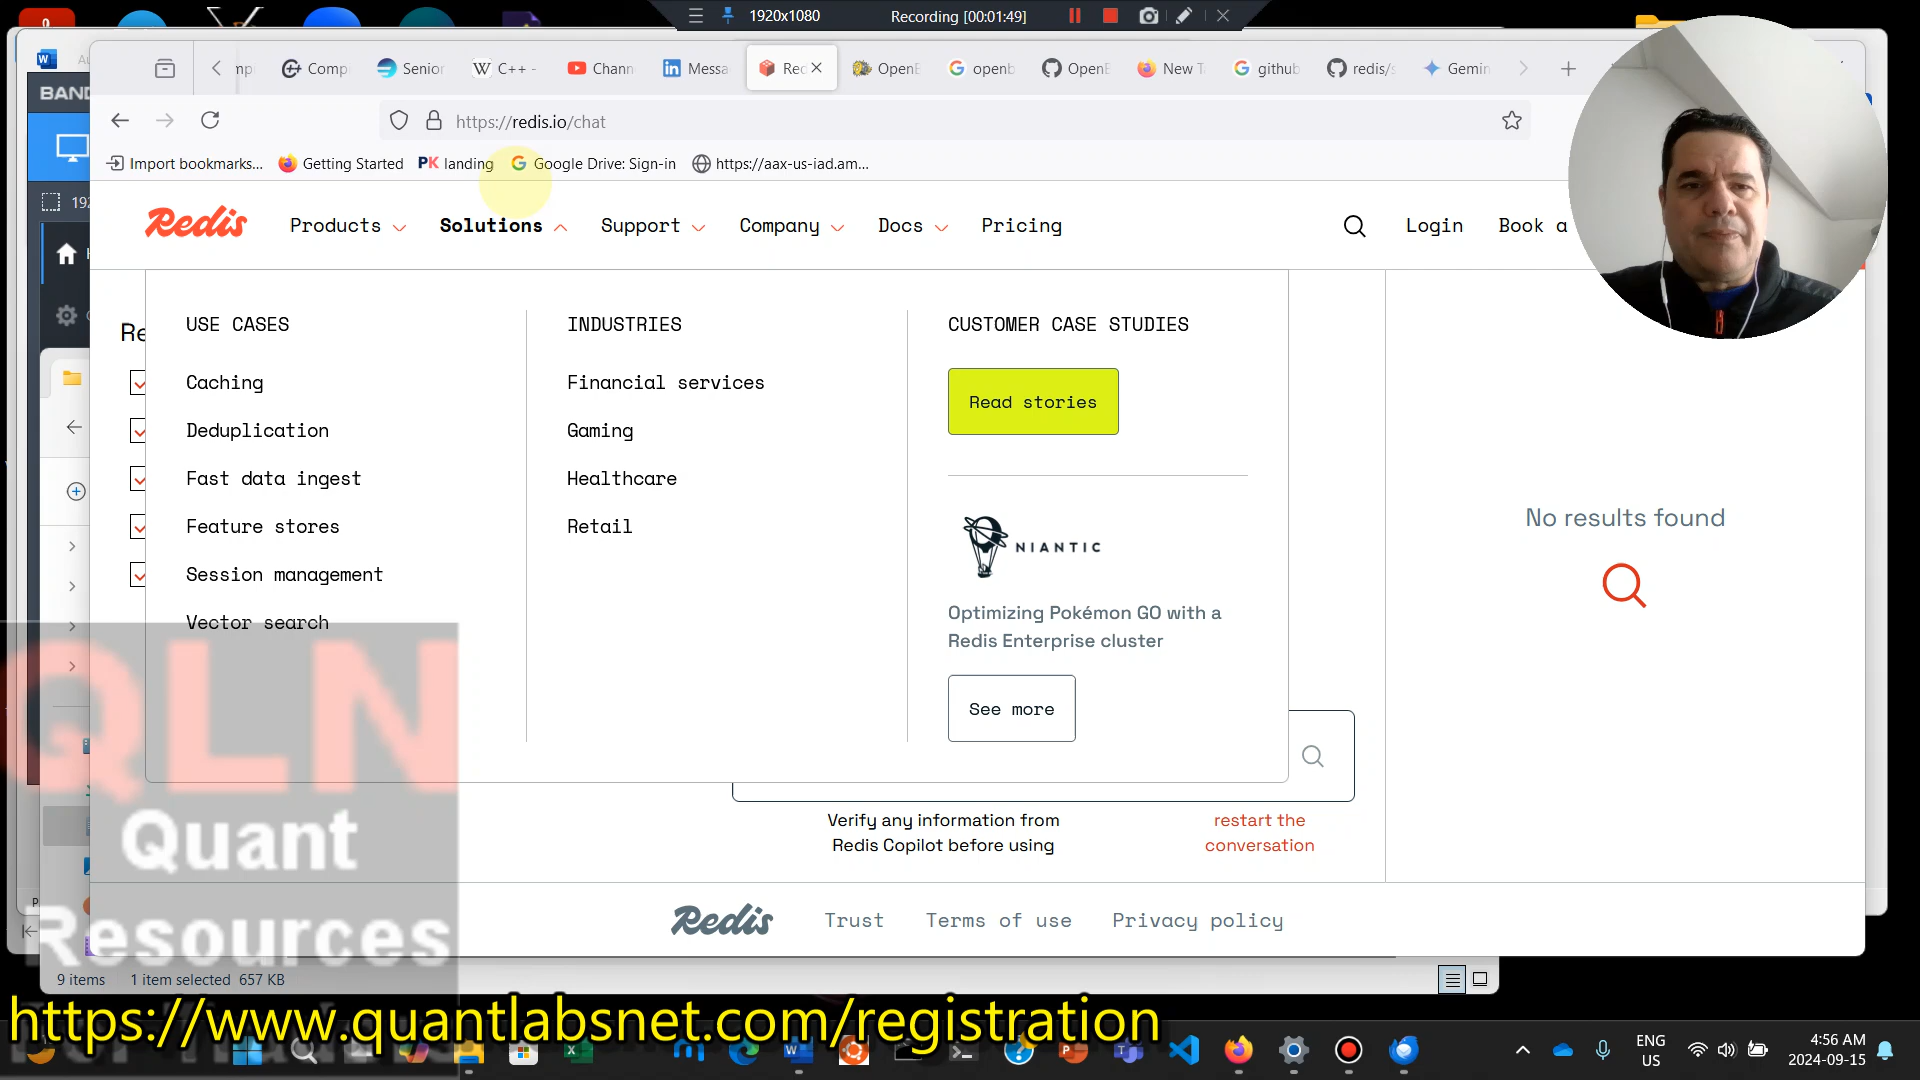 1920x1080
Recording [00:01:49]
Comp
Senior
C++ -
Chann
Messa
Red
OpenE
openb
OpenE
New T
github
redis/s
Gemin
BAND
https://redis.io/chat
Import bookmarks...
Getting Started
PK landing
Google Drive: Sign-in
https://aax-us-iad.am...
192
Redis
Products
Solutions
Support
Company
Docs
Pricing
Login
Book a
Re
USE CASES
Caching
Deduplication
Fast data ingest
Feature stores
Session management
Vector search
INDUSTRIES
Financial services
Gaming
Healthcare
Retail
CUSTOMER CASE STUDIES
Read stories
NIANTIC
Optimizing Pokémon GO with a
Redis Enterprise cluster
See more
No results found
Verify any information from
Redis Copilot before using
restart the
conversation
QLN
Quant
Resources
Redis
Trust
Terms of use
Privacy policy
9 items
1 item selected 657 KB
https://www.quantlabsnet.com/registration
ENG
US
4:56 AM
2024-09-15